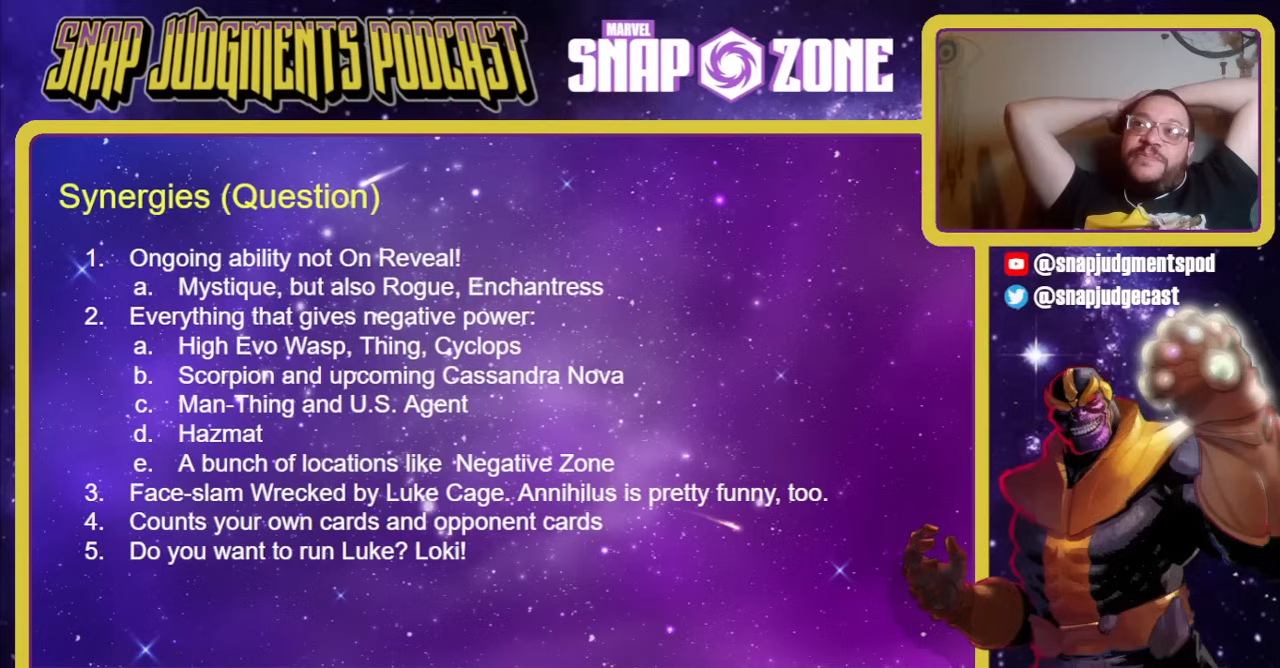 SNAP JUDGMENTS PODCAST
MARVEL
SNAP ZONE
Synergies (Question)
1. Ongoing ability not On Reveal!
a. Mystique, but also Rogue, Enchantress
2. Everything that gives negative power:
a. High Evo Wasp, Thing, Cyclops
b. Scorpion and upcoming Cassandra Nova
c. Man-Thing and U.S. Agent
d. Hazmat
e. A bunch of locations like Negative Zone
3. Face-slam Wrecked by Luke Cage. Annihilus is pretty funny, too.
4. Counts your own cards and opponent cards
5. Do you want to run Luke? Loki!
@snapjudgmentspod
@snapjudgecast